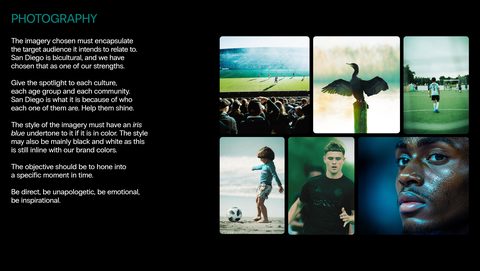 PHOTOGRAPHY
The imagery chosen must encapsulate
the target audience it intends to relate to.
San Diego is bicultural, and we have
chosen that as one of our strengths.
Give the spotlight to each culture,
each age group and each community.
San Diego is what it is because of who
each one of them are. Help them shine.
The style of the imagery must have an iris
blue undertone to it if it is in color. The style
may also be mainly black and white as this
is still inline with our brand colors.
The objective should be to hone into
a specific moment in time.
Be direct, be unapologetic, be emotional,
be inspirational.